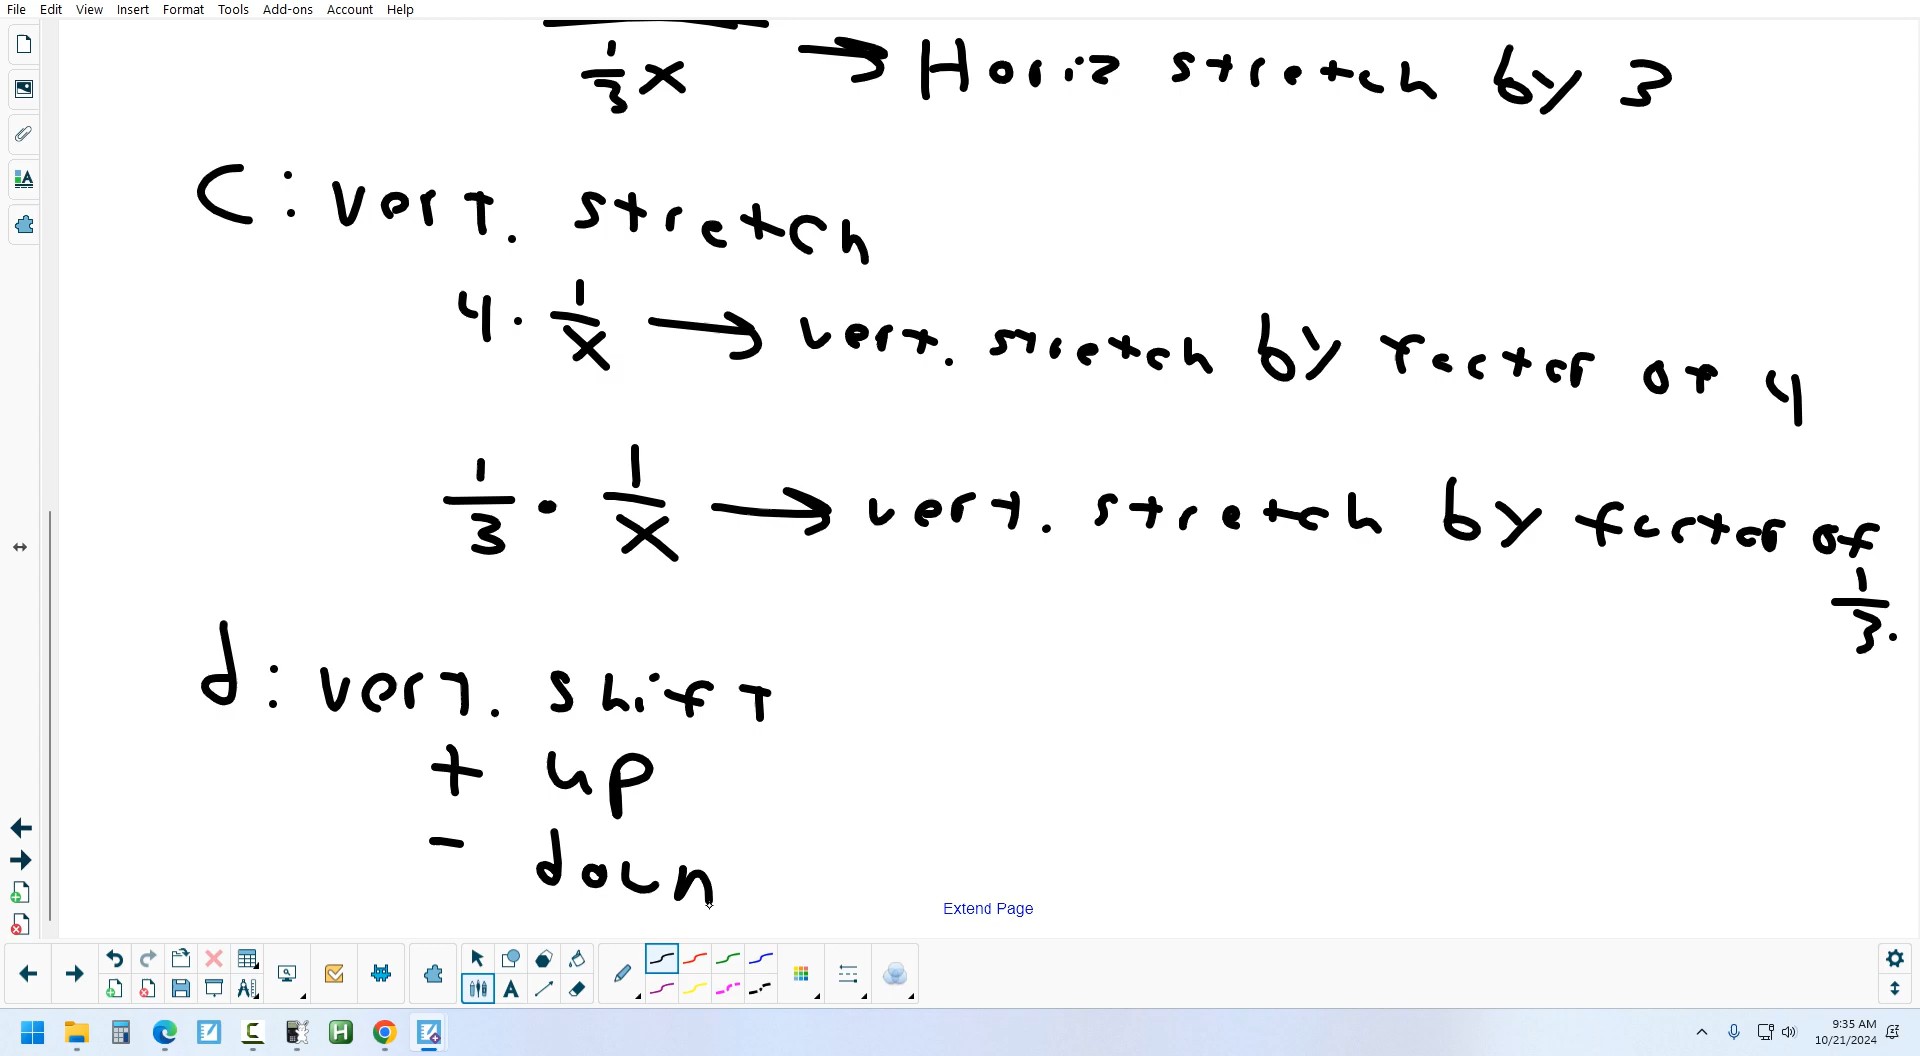 File Edit View Insert Format Tools Add-ons Account Help
1/3 x → Horiz stretch by 3
C: vert. stretch
4 · 1/x → vert. stretch by factor of 4
1/3 · 1/x → vert. stretch by factor of 1/3.
d: vert. shift
+ up
- down
Extend Page
9:35 AM
10/21/2024